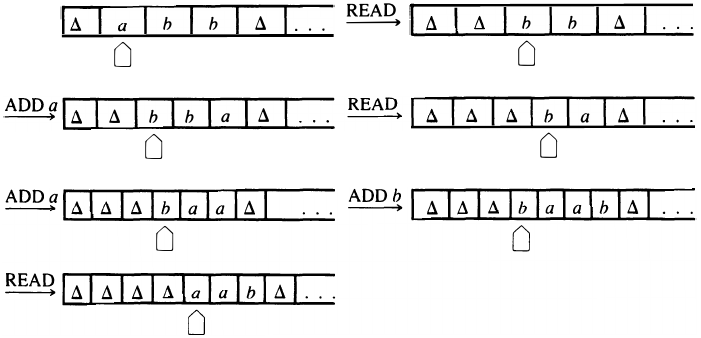 Δ a b b Δ . . . READ Δ Δ b b Δ . . .
ADD a Δ Δ b b a Δ . . . READ Δ Δ Δ b a Δ . . .
ADD a Δ Δ Δ b a a Δ . . . ADD b Δ Δ Δ b a a b Δ . . .
READ Δ Δ Δ Δ a a b Δ . . .